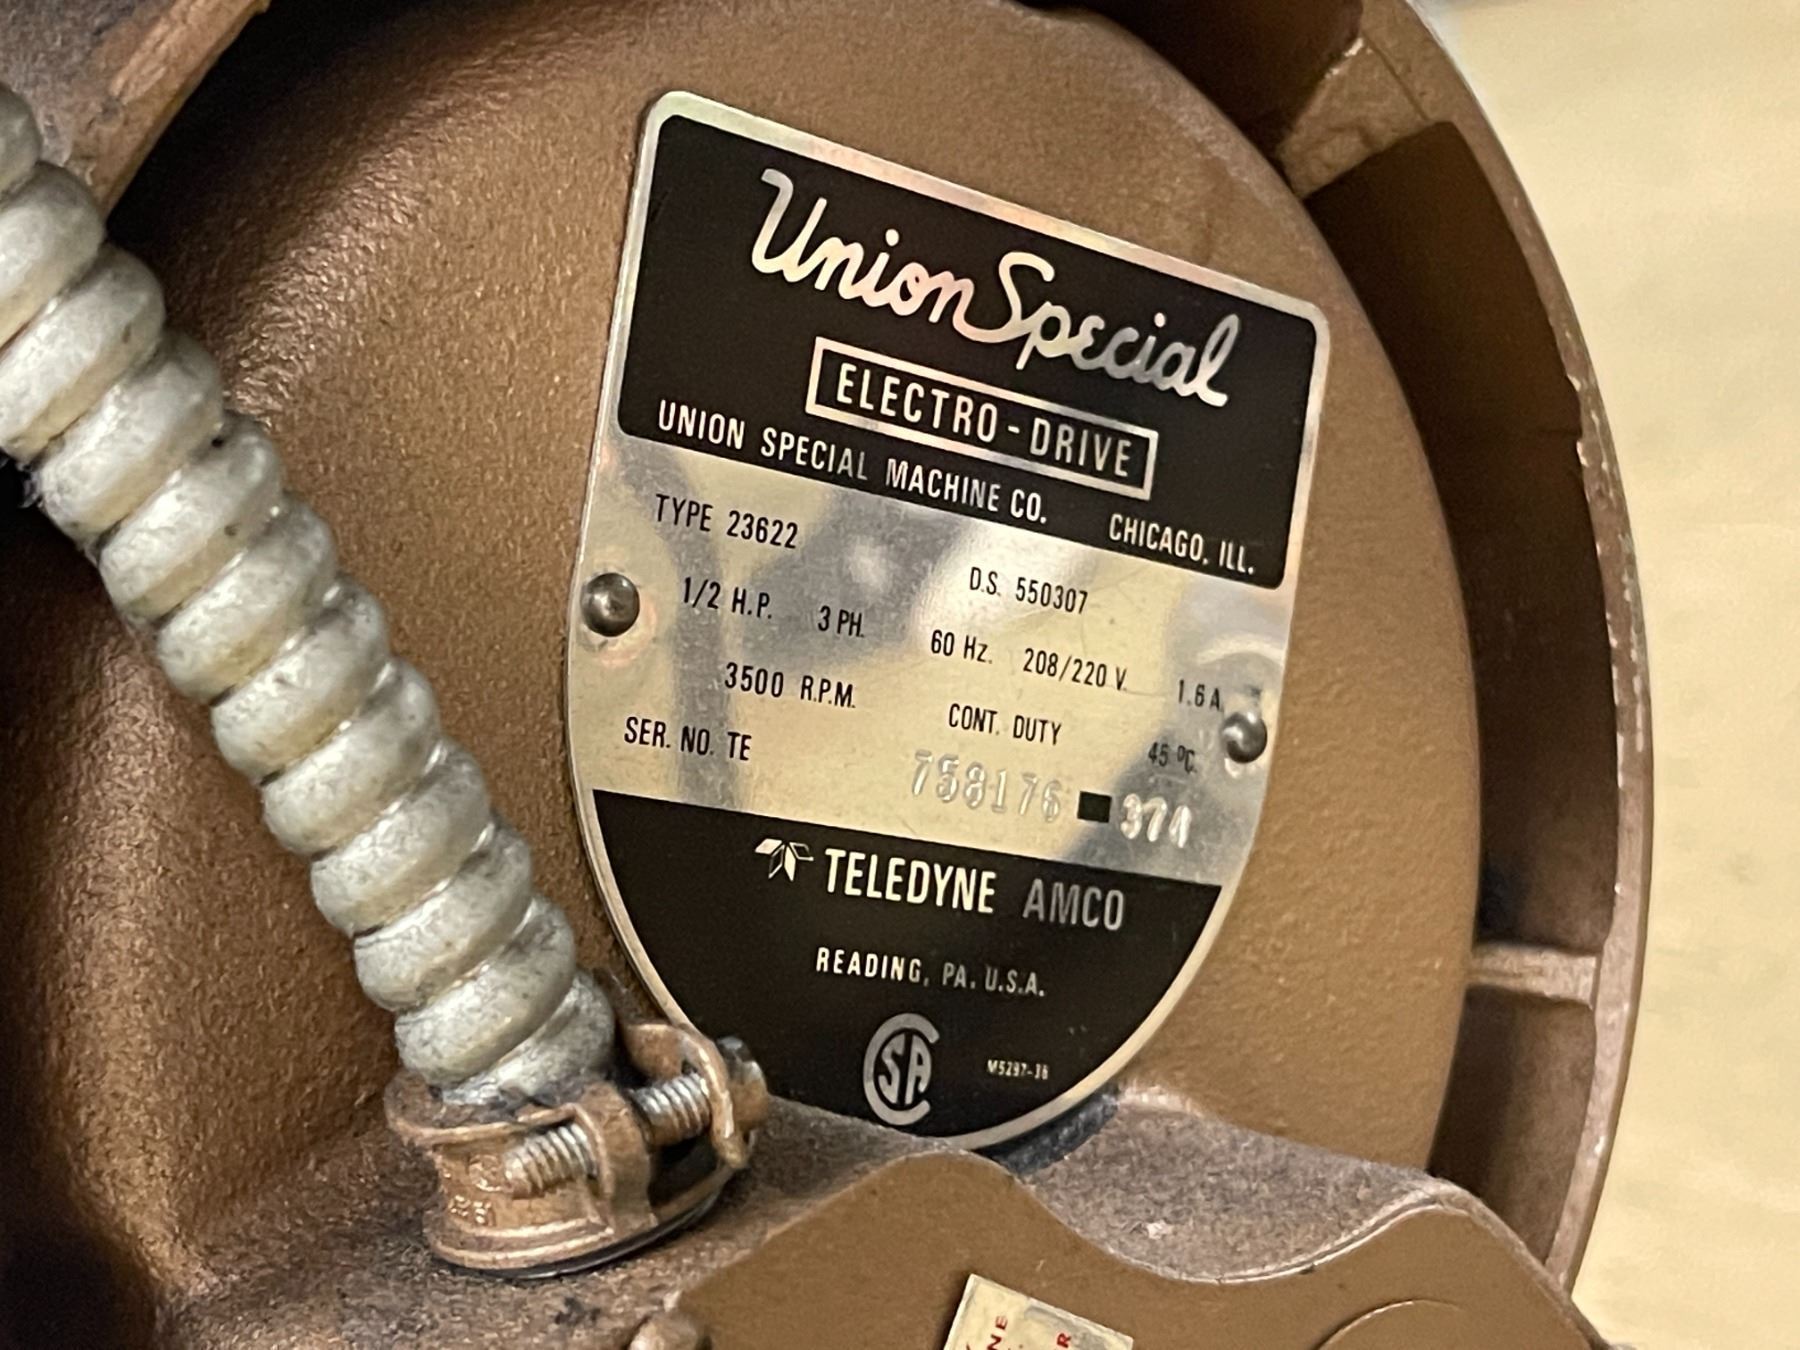 Union Special
ELECTRO-DRIVE
UNION SPECIAL MACHINE CO. CHICAGO, ILL.
TYPE 23622 D.S. 550307
1/2 H.P. 3 PH. 60 Hz. 208/220 V. 1.6 A.
3500 R.P.M. CONT. DUTY 45 °C.
SER. NO. TE 758176 ■ 374
TELEDYNE AMCO
READING, PA. U.S.A.
CSA
M5297-36